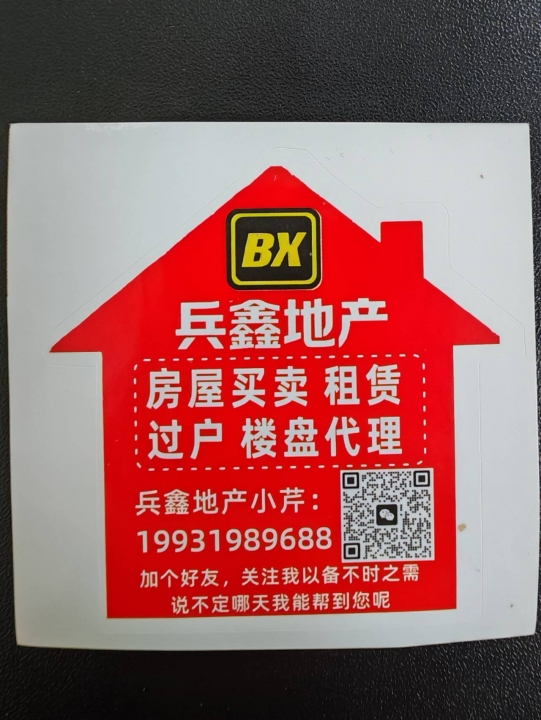 BX
兵鑫地产
房屋买卖 租赁
过户 楼盘代理
兵鑫地产小芹：
19931989688
加个好友，关注我以备不时之需
说不定哪天我能帮到您呢